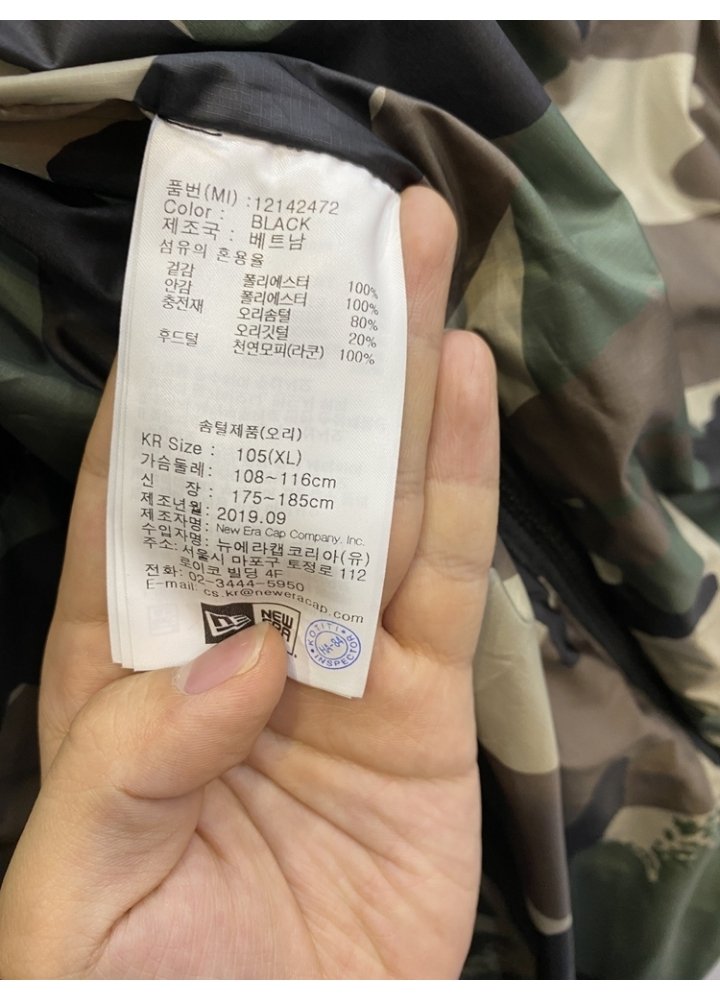 품번(MI) :12142472
Color : BLACK
제조국 : 베트남
섬유의 혼용율
겉감 폴리에스터 100%
안감 폴리에스터 100%
충전재 오리솜털 80%
오리깃털 20%
후드털 천연모피(라쿤) 100%
솜털제품(오리)
KR Size : 105(XL)
가슴둘레: 108~116cm
신 장 : 175~185cm
제조년월: 2019.09
제조자명: New Era Cap Company. Inc.
수입자명: 뉴에라캡코리아(유)
주소: 서울시 마포구 토정로 112
로이코 빌딩 4F
전화: 02-3444-5950
E-mail: cs.kr@neweracap.com
NE NEW
KOTITI
HA-64
INSPECTOR